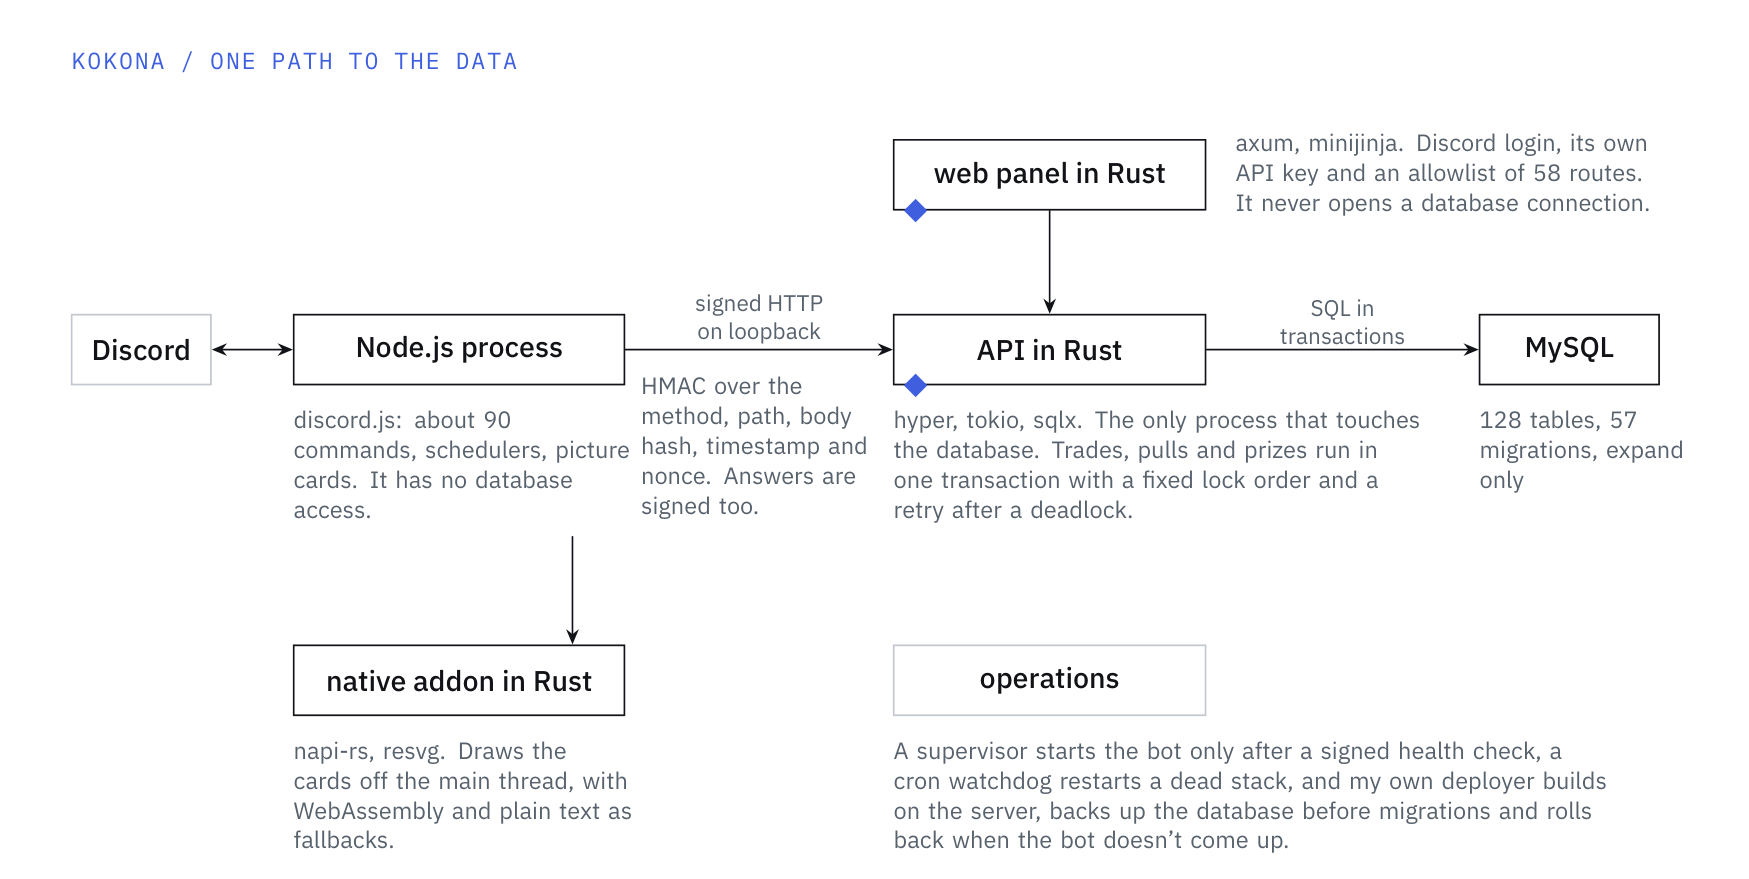 KOKONA / ONE PATH TO THE DATA
web panel in Rust
axum, minijinja. Discord login, its own
API key and an allowlist of 58 routes.
It never opens a database connection.
Discord
Node.js process
signed HTTP
on loopback
API in Rust
SQL in
transactions
MySQL
discord.js: about 90
commands, schedulers, picture
cards. It has no database
access.
HMAC over the
method, path, body
hash, timestamp and
nonce. Answers are
signed too.
hyper, tokio, sqlx. The only process that touches
the database. Trades, pulls and prizes run in
one transaction with a fixed lock order and a
retry after a deadlock.
128 tables, 57
migrations, expand
only
native addon in Rust
napi-rs, resvg. Draws the
cards off the main thread, with
WebAssembly and plain text as
fallbacks.
operations
A supervisor starts the bot only after a signed health check, a
cron watchdog restarts a dead stack, and my own deployer builds
on the server, backs up the database before migrations and rolls
back when the bot doesn’t come up.